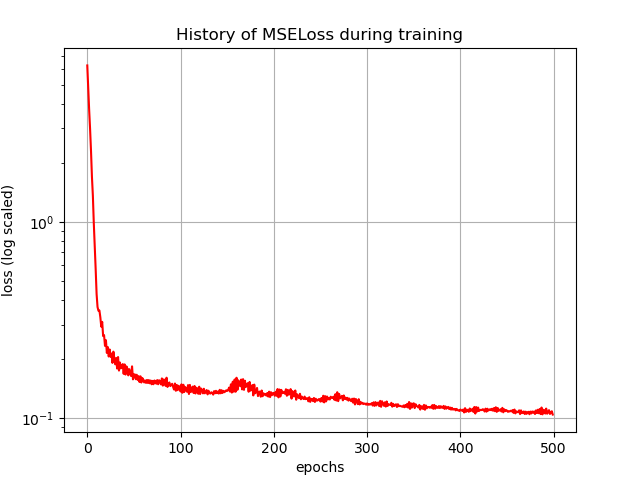 History of MSELoss during training
10⁰
10⁻¹
loss (log scaled)
0 100 200 300 400 500
epochs